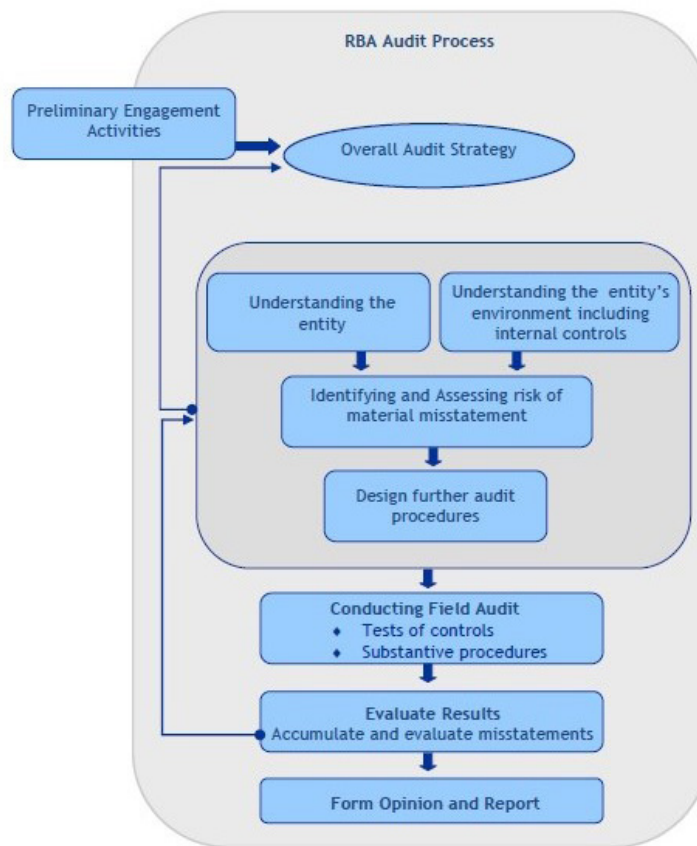 RBA Audit Process
Preliminary Engagement
Activities
Overall Audit Strategy
Understanding the
entity
Understanding the entity's
environment including
internal controls
Identifying and Assessing risk of
material misstatement
Design further audit
procedures
Conducting Field Audit
♦ Tests of controls
♦ Substantive procedures
Evaluate Results
Accumulate and evaluate misstatements
Form Opinion and Report